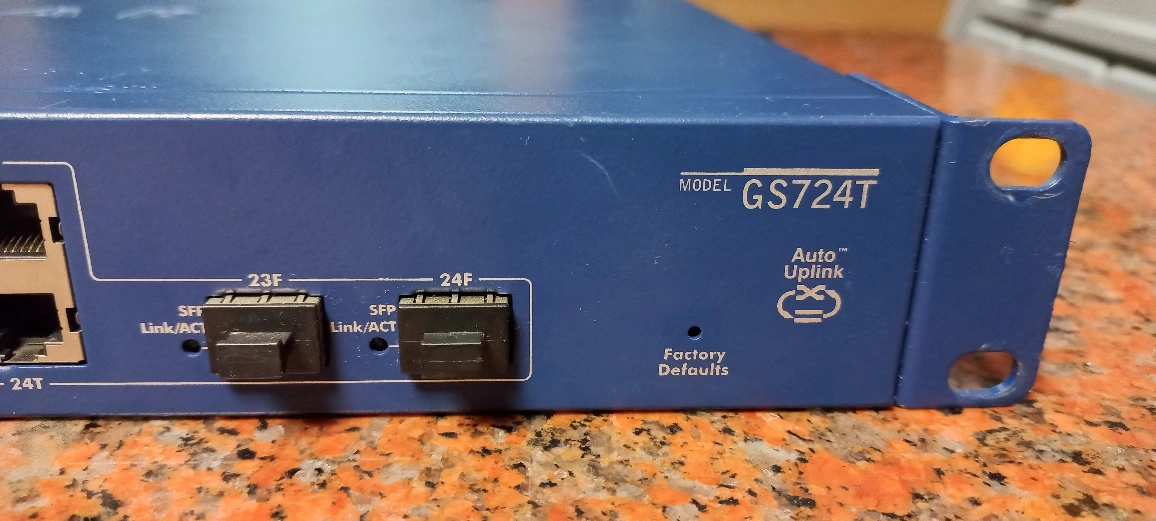 MODEL GS724T
Auto™
Uplink
23F
24F
SFP
Link/ACT
SFP
Link/ACT
Factory
Defaults
24T